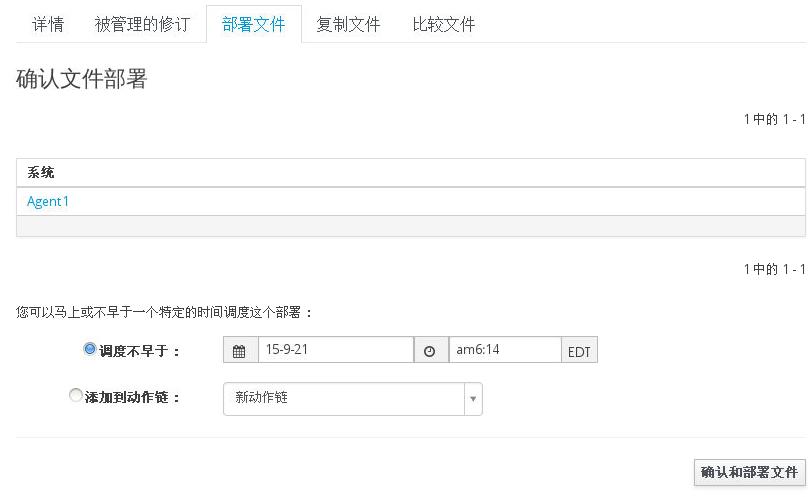 详情 被管理的修订 部署文件 复制文件 比较文件
确认文件部署
1 中的 1 - 1
系统
Agent1
1 中的 1 - 1
您可以马上或不早于一个特定的时间调度这个部署：
调度不早于： 15-9-21 am6:14 EDT
添加到动作链： 新动作链
确认和部署文件